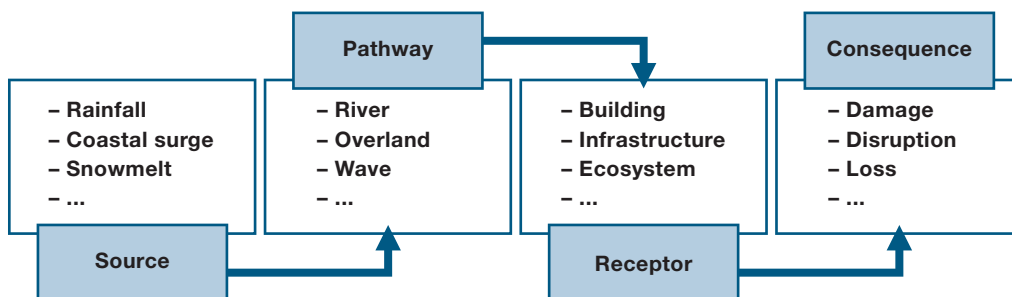 Pathway
Consequence
– Rainfall
– Coastal surge
– Snowmelt
– ...
– River
– Overland
– Wave
– ...
– Building
– Infrastructure
– Ecosystem
– ...
– Damage
– Disruption
– Loss
– ...
Source
Receptor